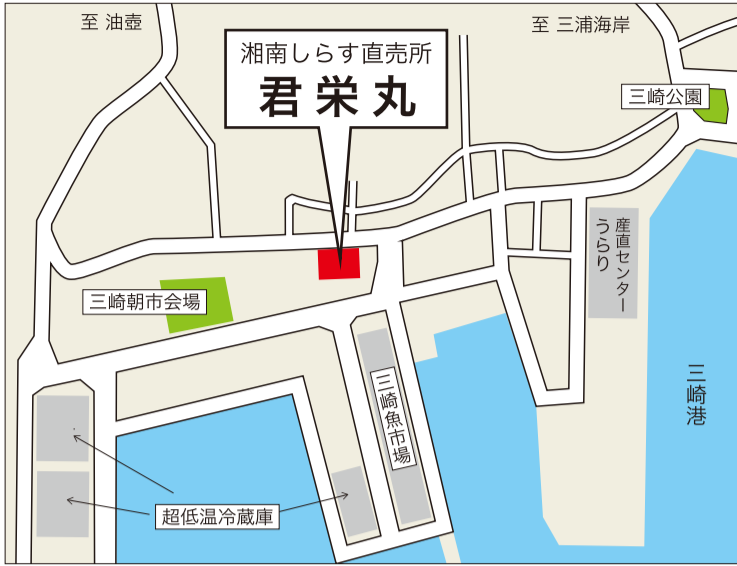 至 油壺
至 三浦海岸
湘南しらす直売所
君栄丸
三崎公園
産直センター
うらり
三崎朝市会場
三崎港
三崎魚市場
超低温冷蔵庫